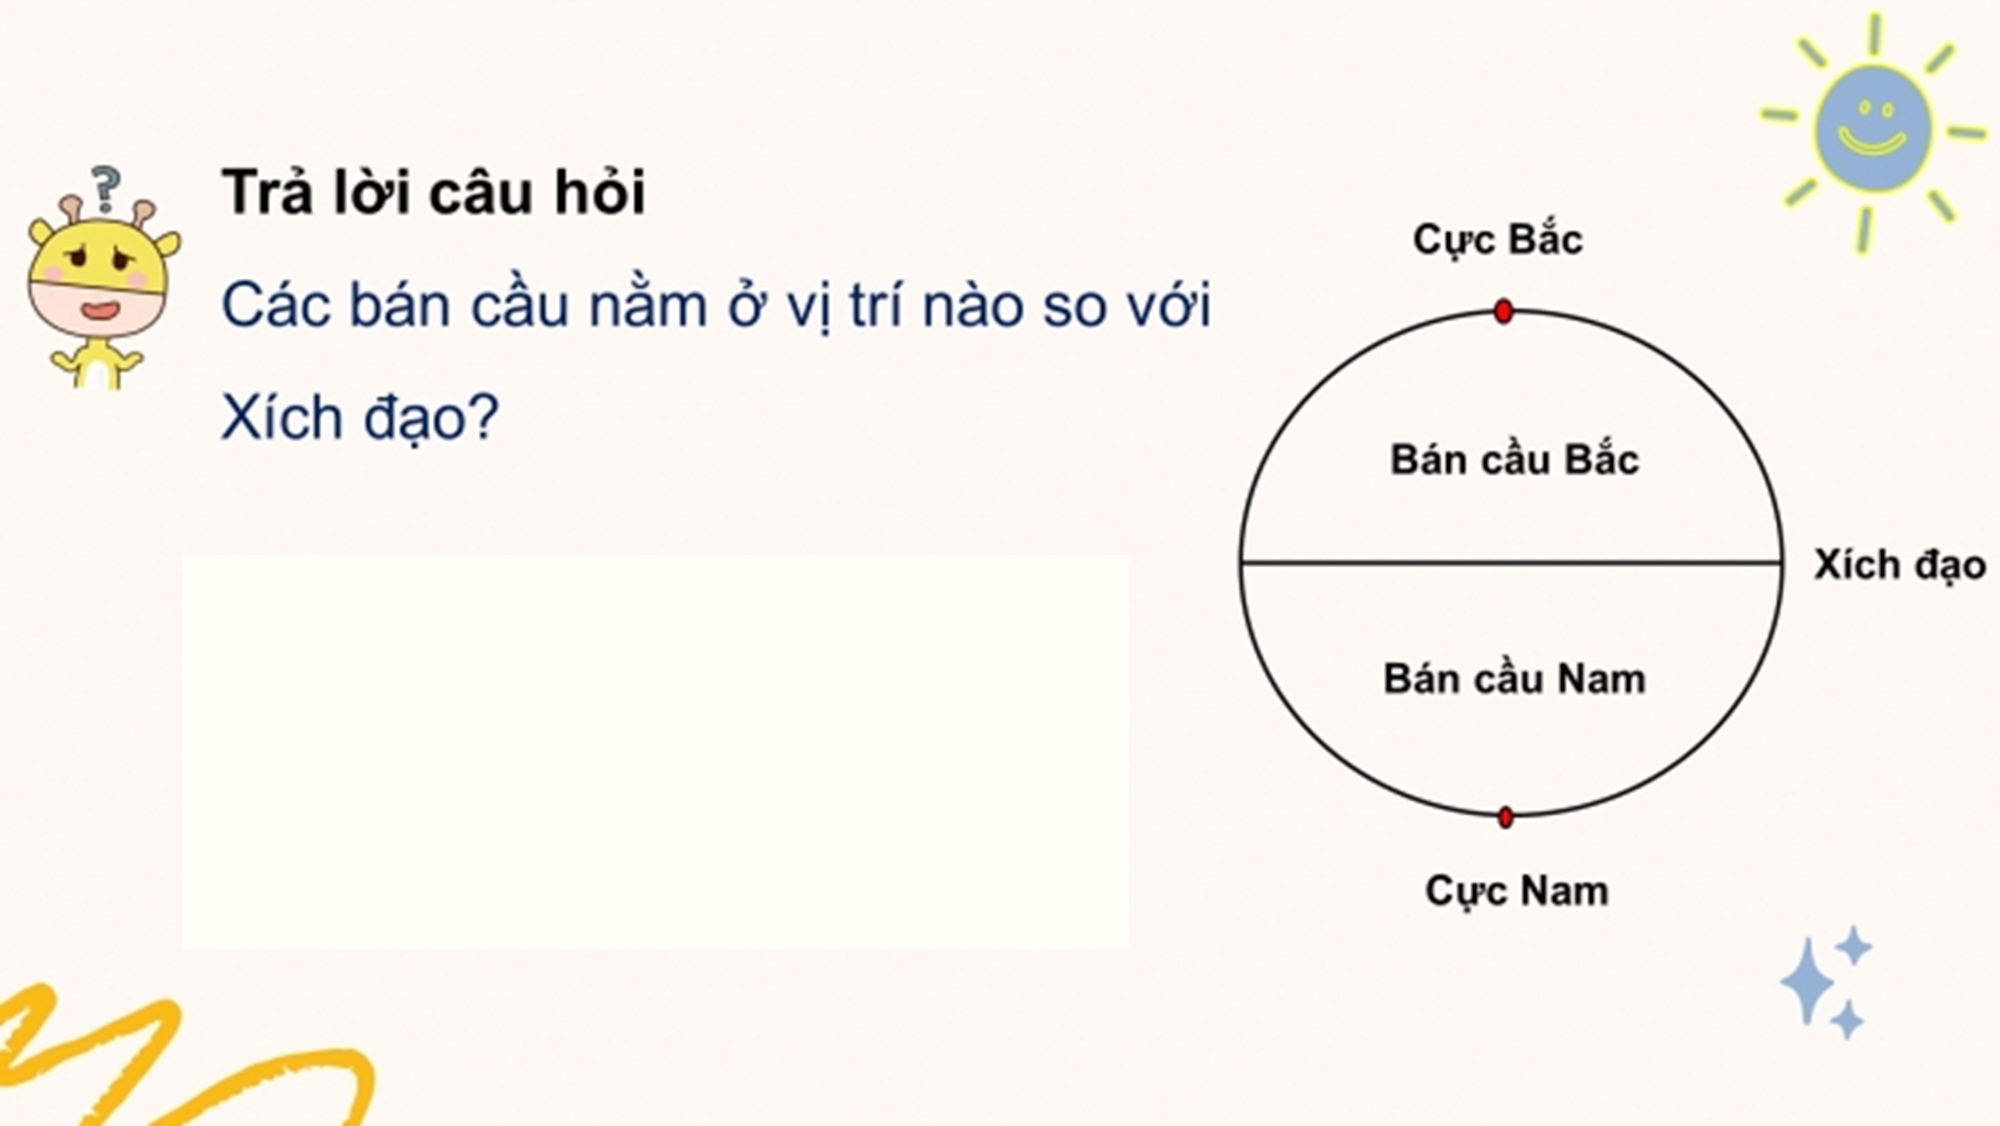 ?
Trả lời câu hỏi
Các bán cầu nằm ở vị trí nào so với
Xích đạo?
Cực Bắc
Bán cầu Bắc
Xích đạo
Bán cầu Nam
Cực Nam